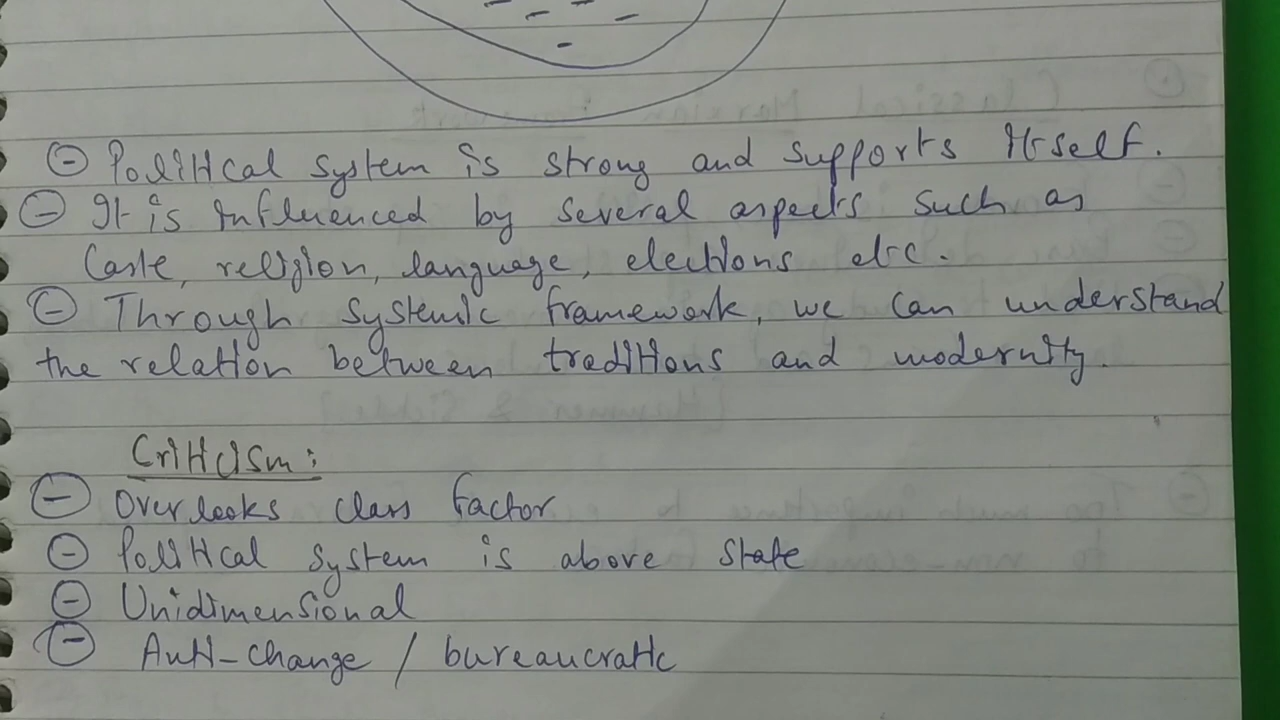 Political system is strong and supports itself.
It is influenced by several aspects such as
Caste, religion, language, elections etc.
Through systemic framework, we can understand
the relation between traditions and modernity.
Criticism:
Overlooks class factor
Political system is above state
Unidimensional
Anti-change / bureaucratic